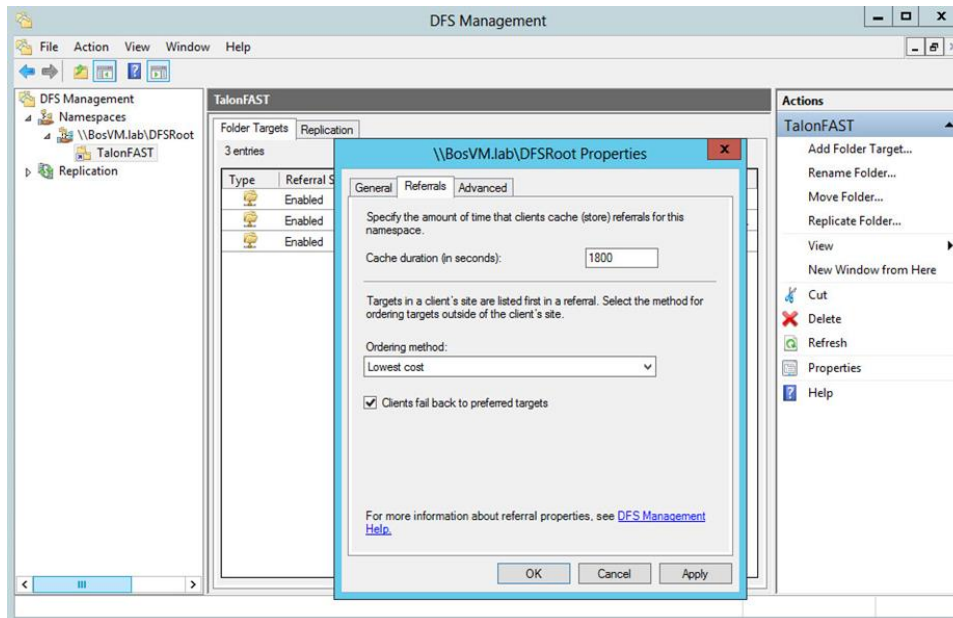 DFS Management
File Action View Window Help
DFS Management
Namespaces
\\BosVM.lab\DFSRoot
TalonFAST
Replication
TalonFAST
Folder Targets Replication
3 entries
Type Referral S
Enabled
Enabled
Enabled
\\BosVM.lab\DFSRoot Properties
General Referrals Advanced
Specify the amount of time that clients cache (store) referrals for this
namespace.
Cache duration (in seconds): 1800
Targets in a client's site are listed first in a referral. Select the method for
ordering targets outside of the client's site.
Ordering method:
Lowest cost
Clients fail back to preferred targets
For more information about referral properties, see DFS Management
Help.
OK Cancel Apply
Actions
TalonFAST
Add Folder Target...
Rename Folder...
Move Folder...
Replicate Folder...
View
New Window from Here
Cut
Delete
Refresh
Properties
Help